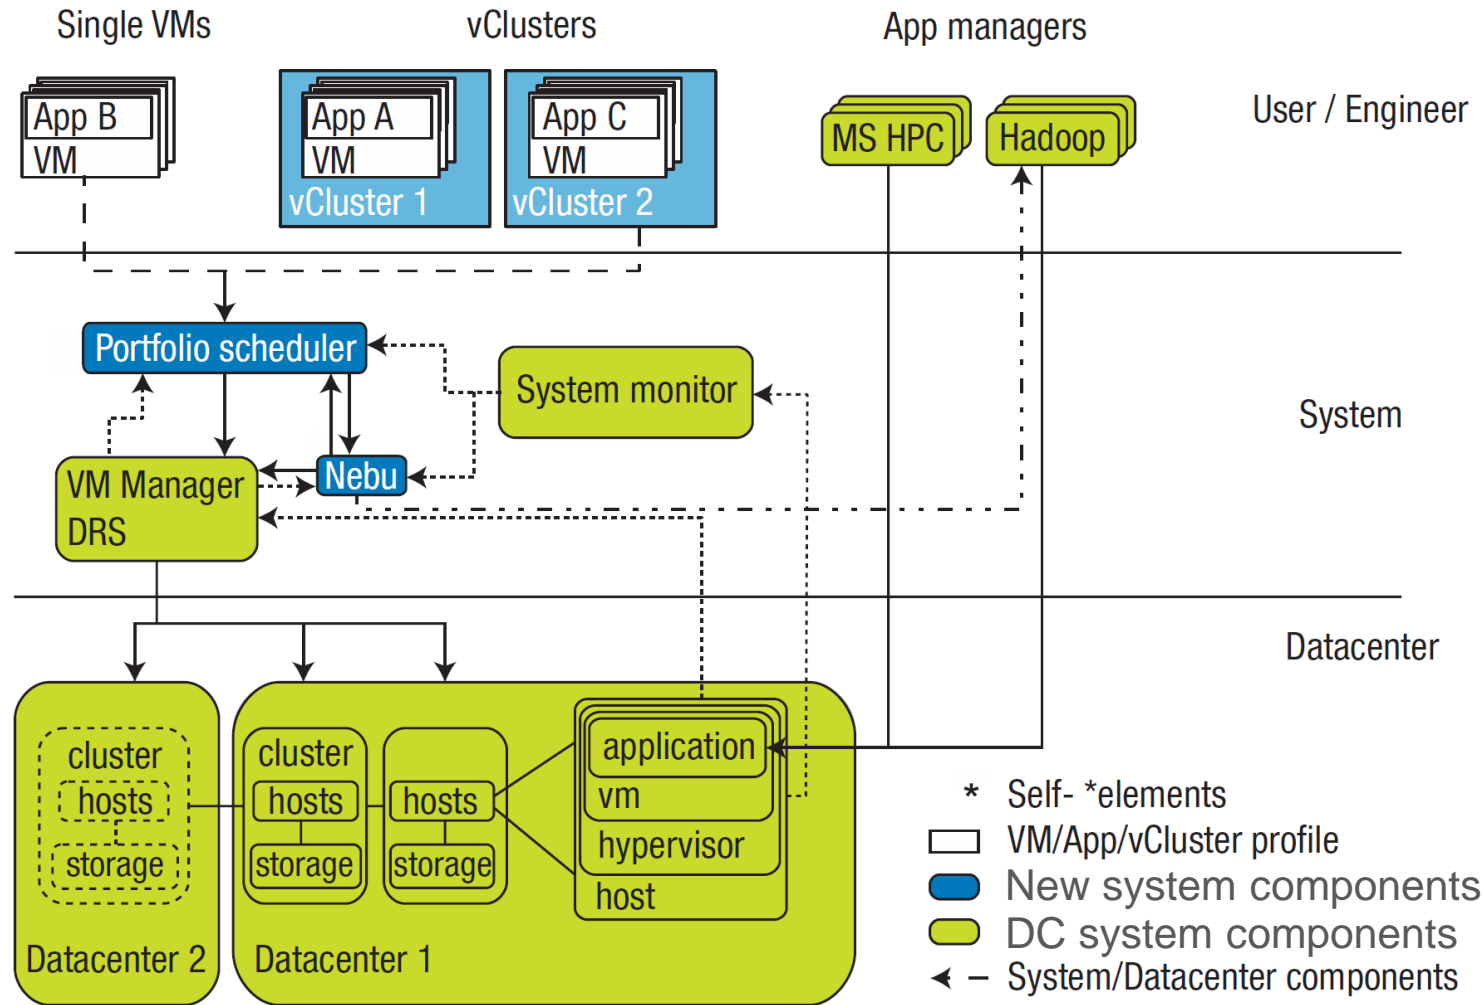 Single VMs
vClusters
App managers
App B
VM
App A
VM
vCluster 1
App C
VM
vCluster 2
MS HPC
Hadoop
User / Engineer
Portfolio scheduler
System monitor
System
VM Manager
DRS
Nebu
Datacenter
cluster
hosts
storage
Datacenter 2
cluster
hosts
storage
hosts
storage
application
vm
hypervisor
host
Datacenter 1
* Self- *elements
VM/App/vCluster profile
New system components
DC system components
System/Datacenter components